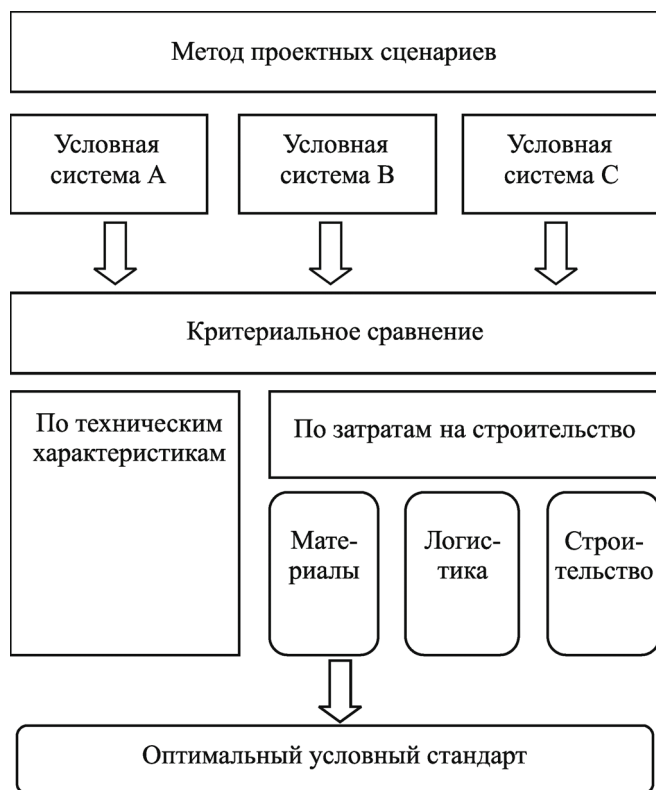 Метод проектных сценариев
Условная
система А
Условная
система В
Условная
система С
Критериальное сравнение
По техническим
характеристикам
По затратам на строительство
Мате-
риалы
Логис-
тика
Строи-
тельство
Оптимальный условный стандарт